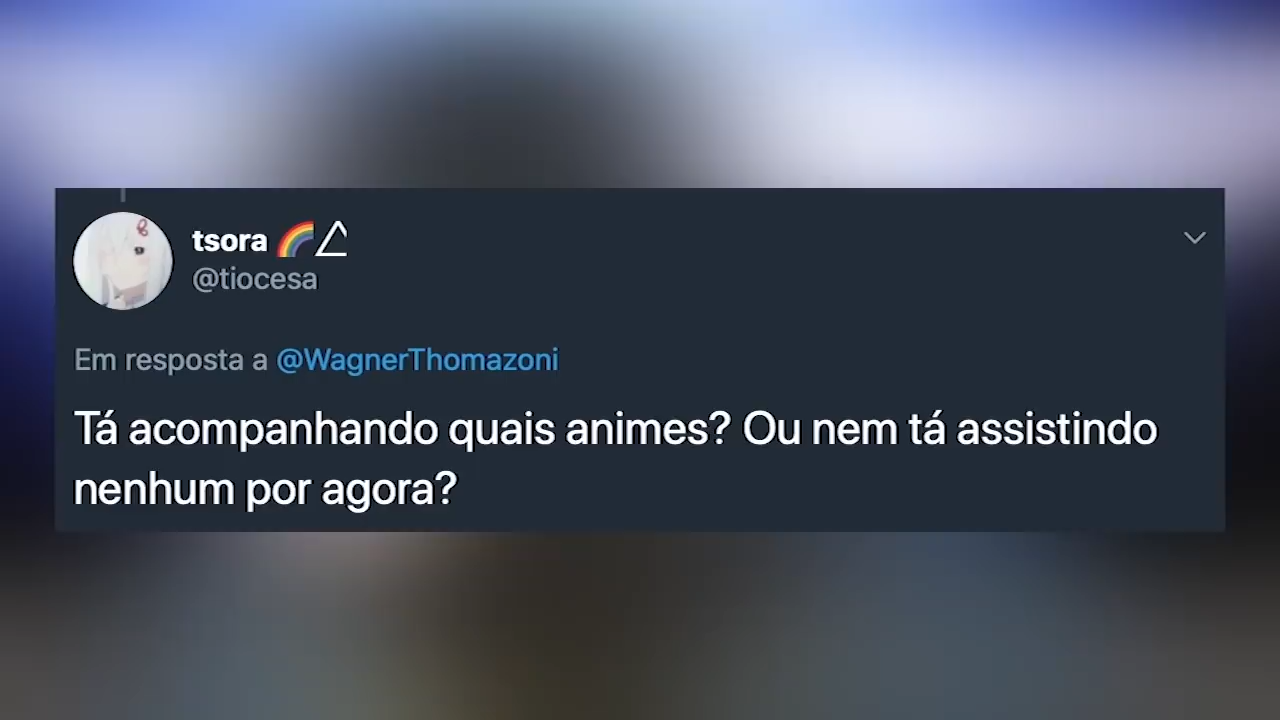 tsora 🌈△
@tiocesa
Em resposta a @WagnerThomazoni
Tá acompanhando quais animes? Ou nem tá assistindo
nenhum por agora?